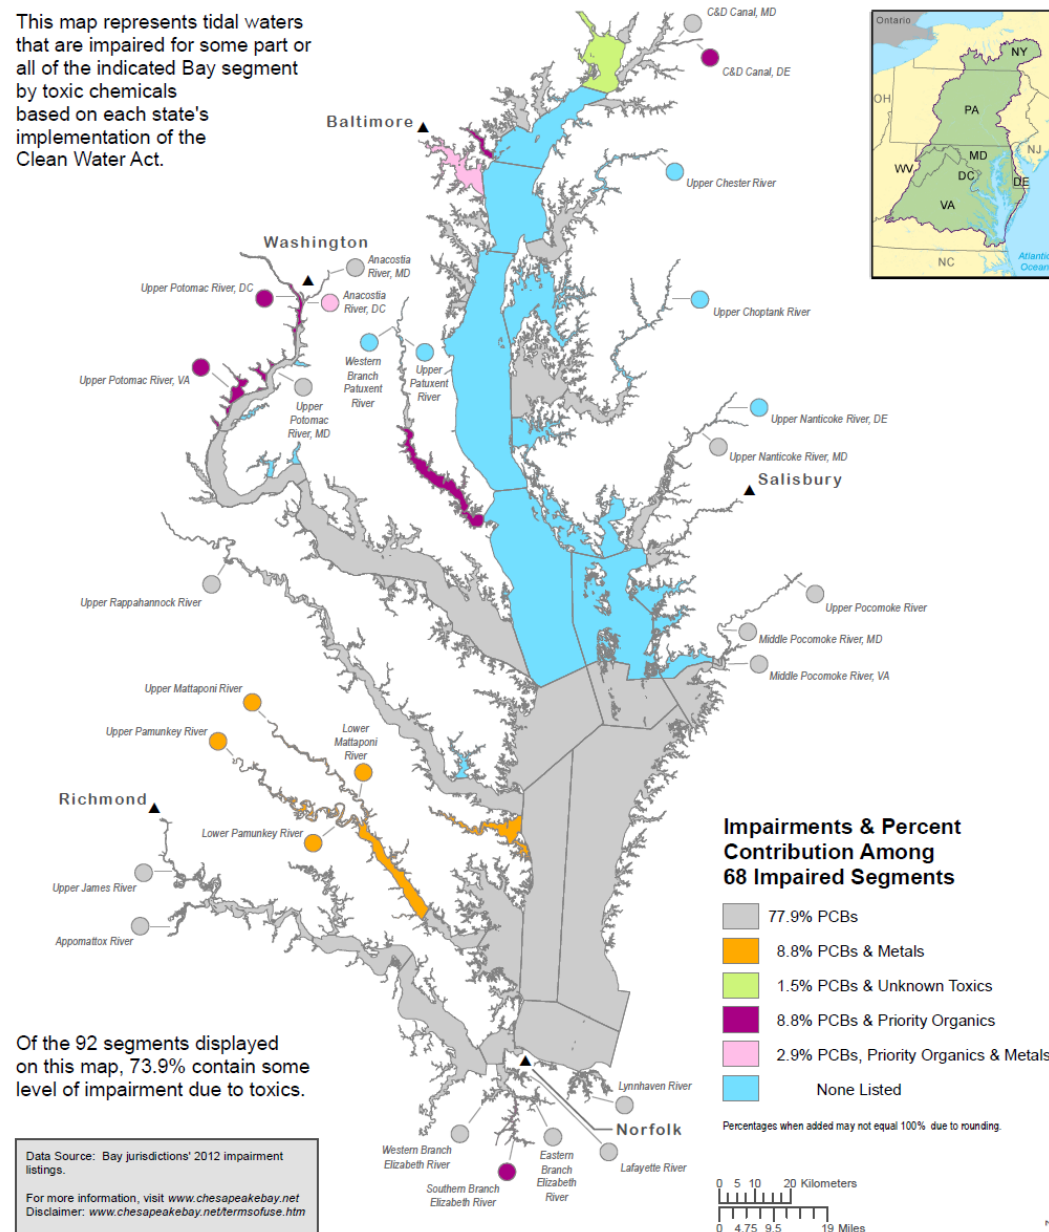 This map represents tidal waters
that are impaired for some part or
all of the indicated Bay segment
by toxic chemicals
based on each state's
implementation of the
Clean Water Act.
C&D Canal, MD
C&D Canal, DE
Ontario
NY
OH
PA
NJ
MD
WV
DC
DE
VA
NC
Atlantic
Ocean
Baltimore
Upper Chester River
Washington
Anacostia
River, MD
Upper Potomac River, DC
Anacostia
River, DC
Upper Choptank River
Western
Branch
Patuxent
River
Upper
Patuxent
River
Upper Potomac River, VA
Upper
Potomac
River, MD
Upper Nanticoke River, DE
Upper Nanticoke River, MD
Salisbury
Upper Rappahannock River
Upper Pocomoke River
Middle Pocomoke River, MD
Middle Pocomoke River, VA
Upper Mattaponi River
Upper Pamunkey River
Lower
Mattaponi
River
Richmond
Lower Pamunkey River
Upper James River
Appomattox River
Impairments & Percent
Contribution Among
68 Impaired Segments
77.9% PCBs
8.8% PCBs & Metals
1.5% PCBs & Unknown Toxics
8.8% PCBs & Priority Organics
2.9% PCBs, Priority Organics & Metals
None Listed
Percentages when added may not equal 100% due to rounding.
Of the 92 segments displayed
on this map, 73.9% contain some
level of impairment due to toxics.
Lynnhaven River
Norfolk
Western Branch
Elizabeth River
Eastern
Branch
Elizabeth
River
Lafayette River
Southern Branch
Elizabeth River
Data Source: Bay jurisdictions' 2012 impairment
listings.
For more information, visit www.chesapeakebay.net
Disclaimer: www.chesapeakebay.net/termsofuse.htm
0 5 10 20 Kilometers
0 4.75 9.5 19 Miles